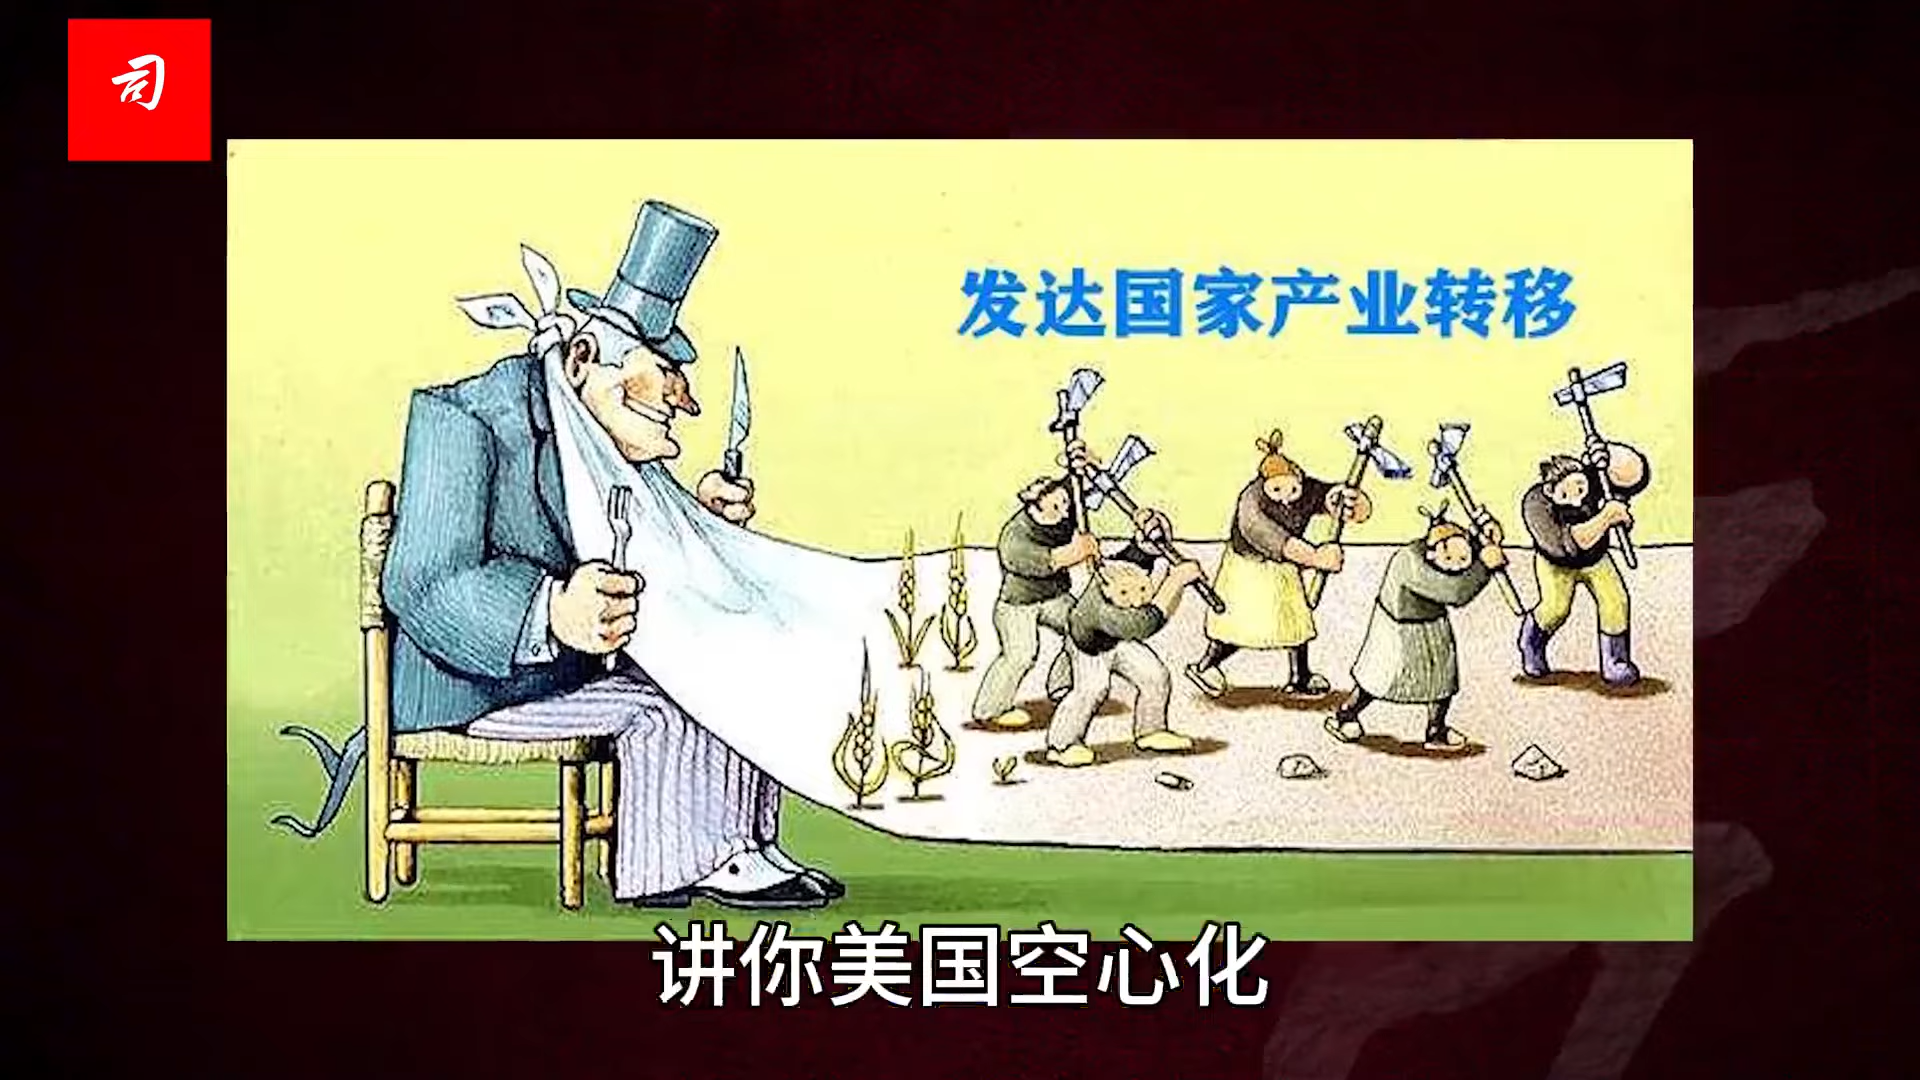 司
发达国家产业转移
讲你美国空心化